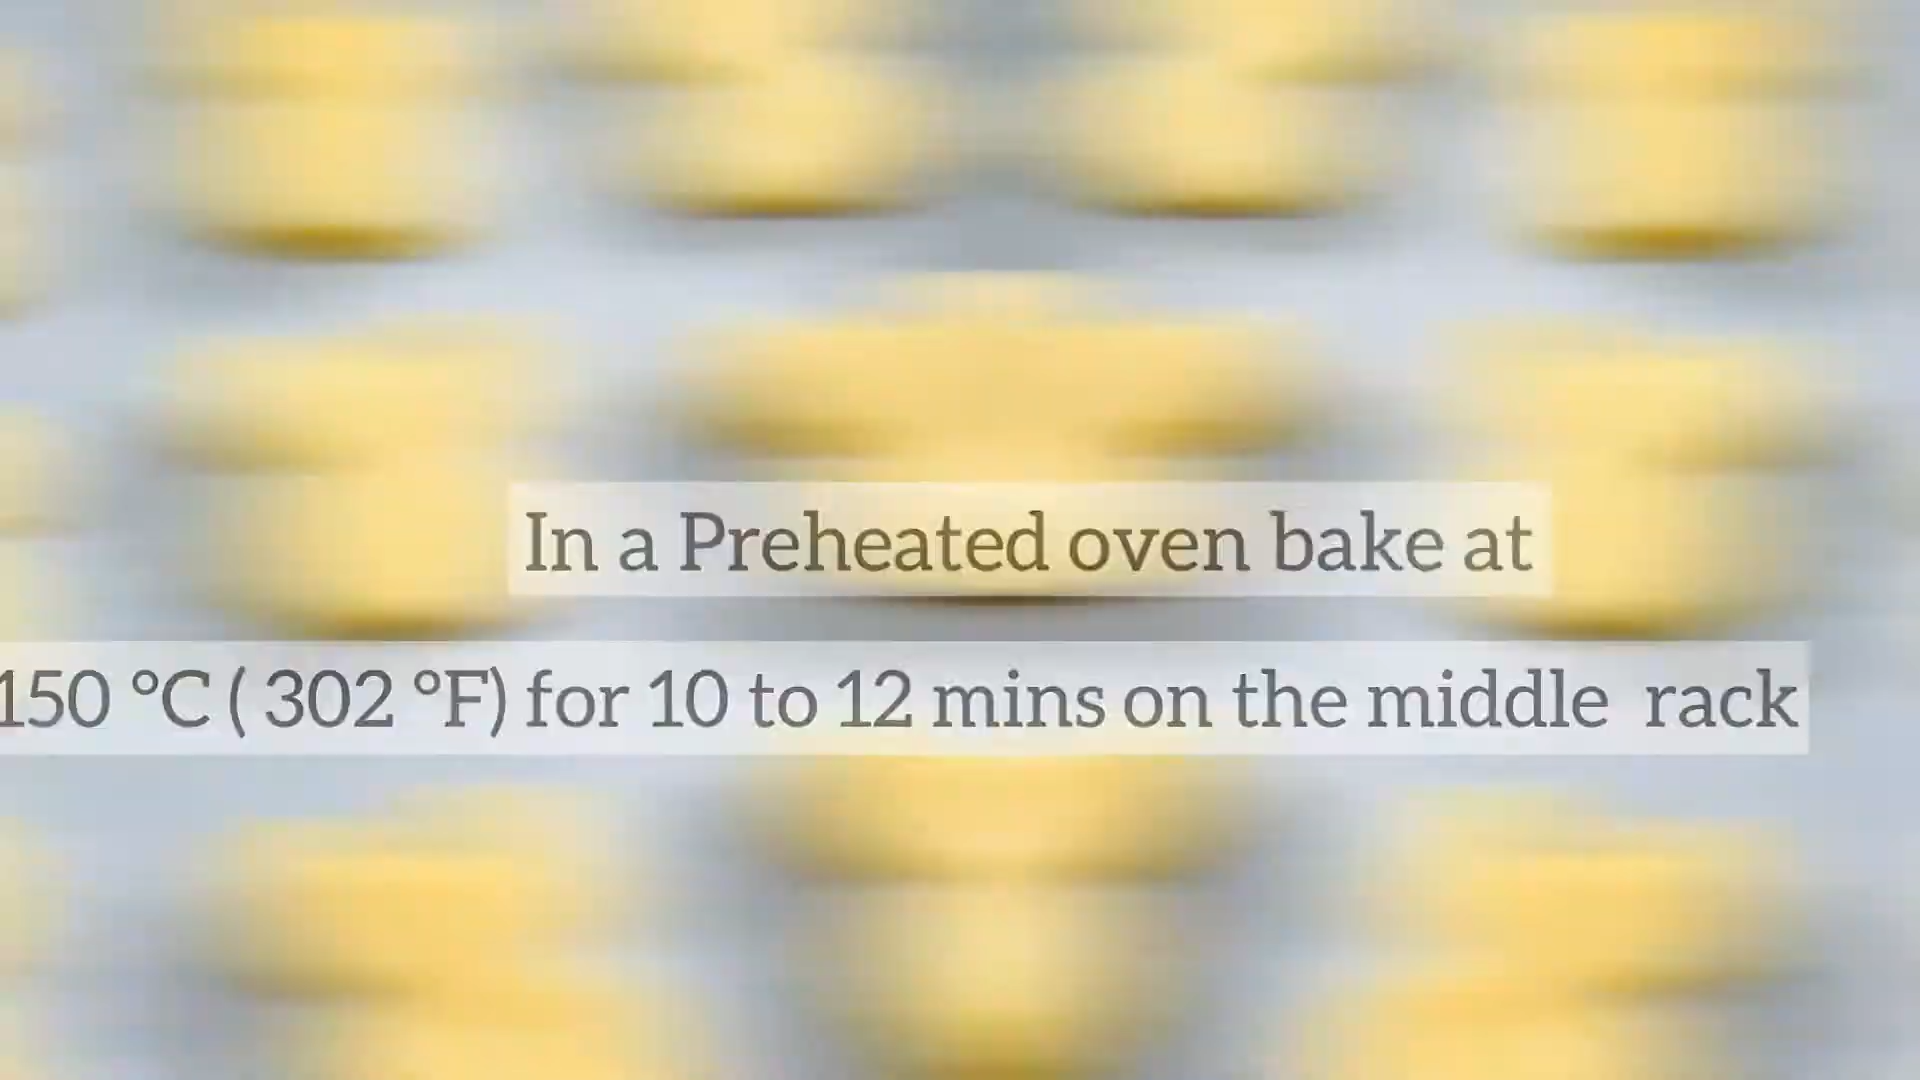 In a Preheated oven bake at
150 °C ( 302 °F) for 10 to 12 mins on the middle rack